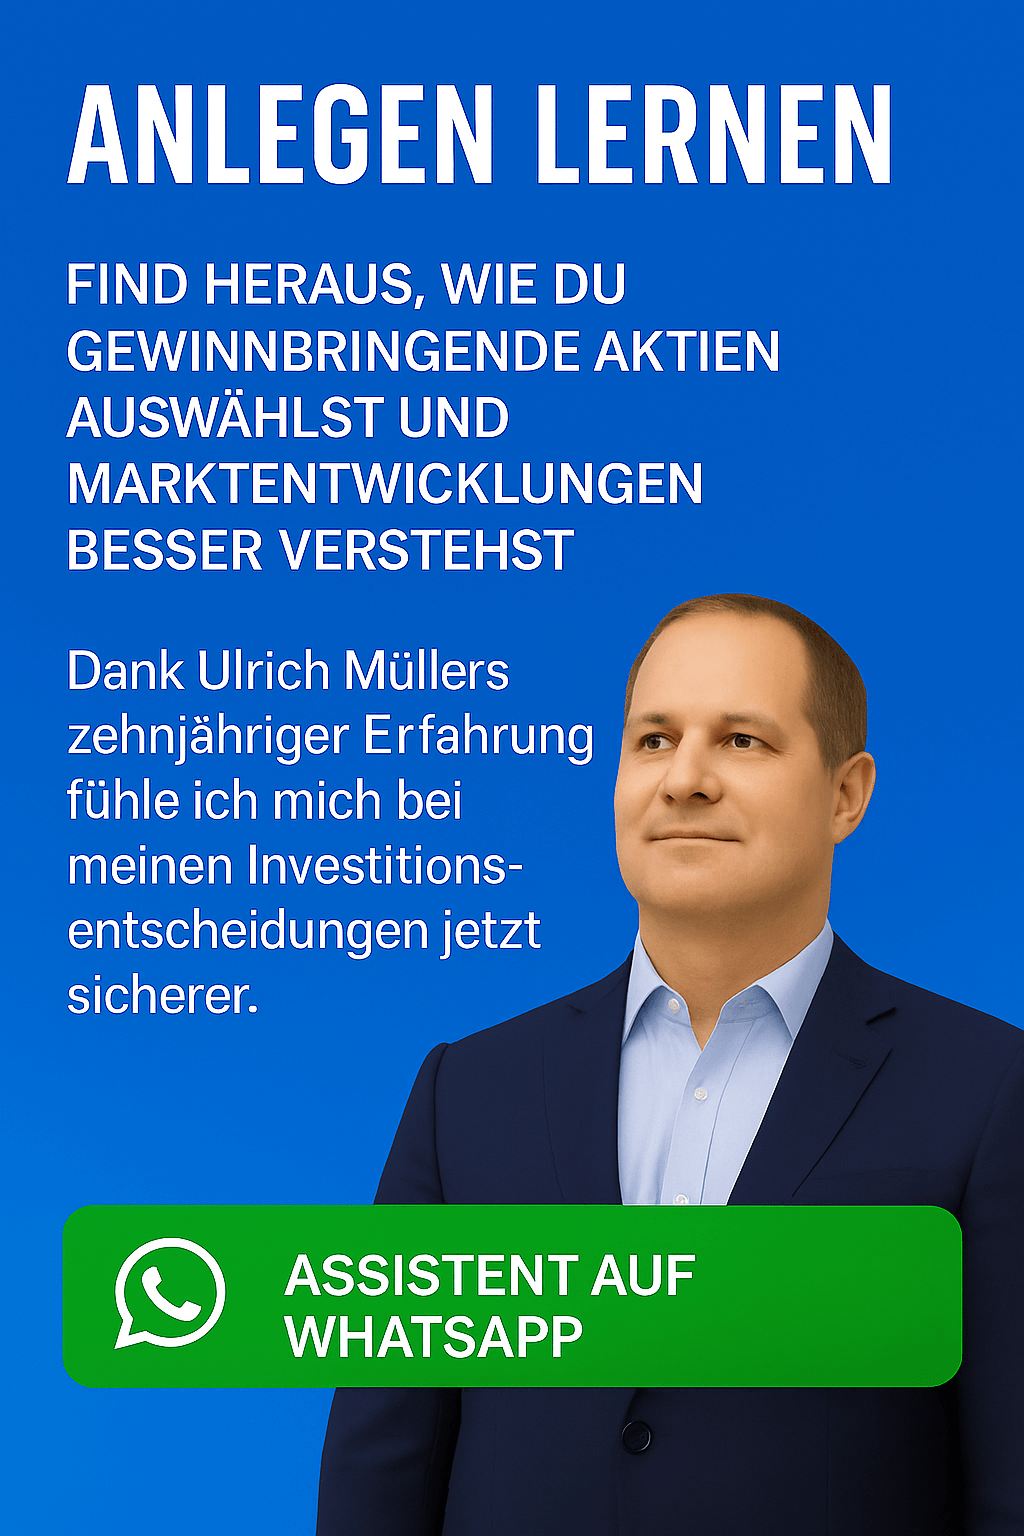 ANLEGEN LERNEN
FIND HERAUS, WIE DU
GEWINNBRINGENDE AKTIEN
AUSWÄHLST UND
MARKTENTWICKLUNGEN
BESSER VERSTEHST
Dank Ulrich Müllers
zehnjähriger Erfahrung
fühle ich mich bei
meinen Investitions-
entscheidungen jetzt
sicherer.
ASSISTENT AUF
WHATSAPP